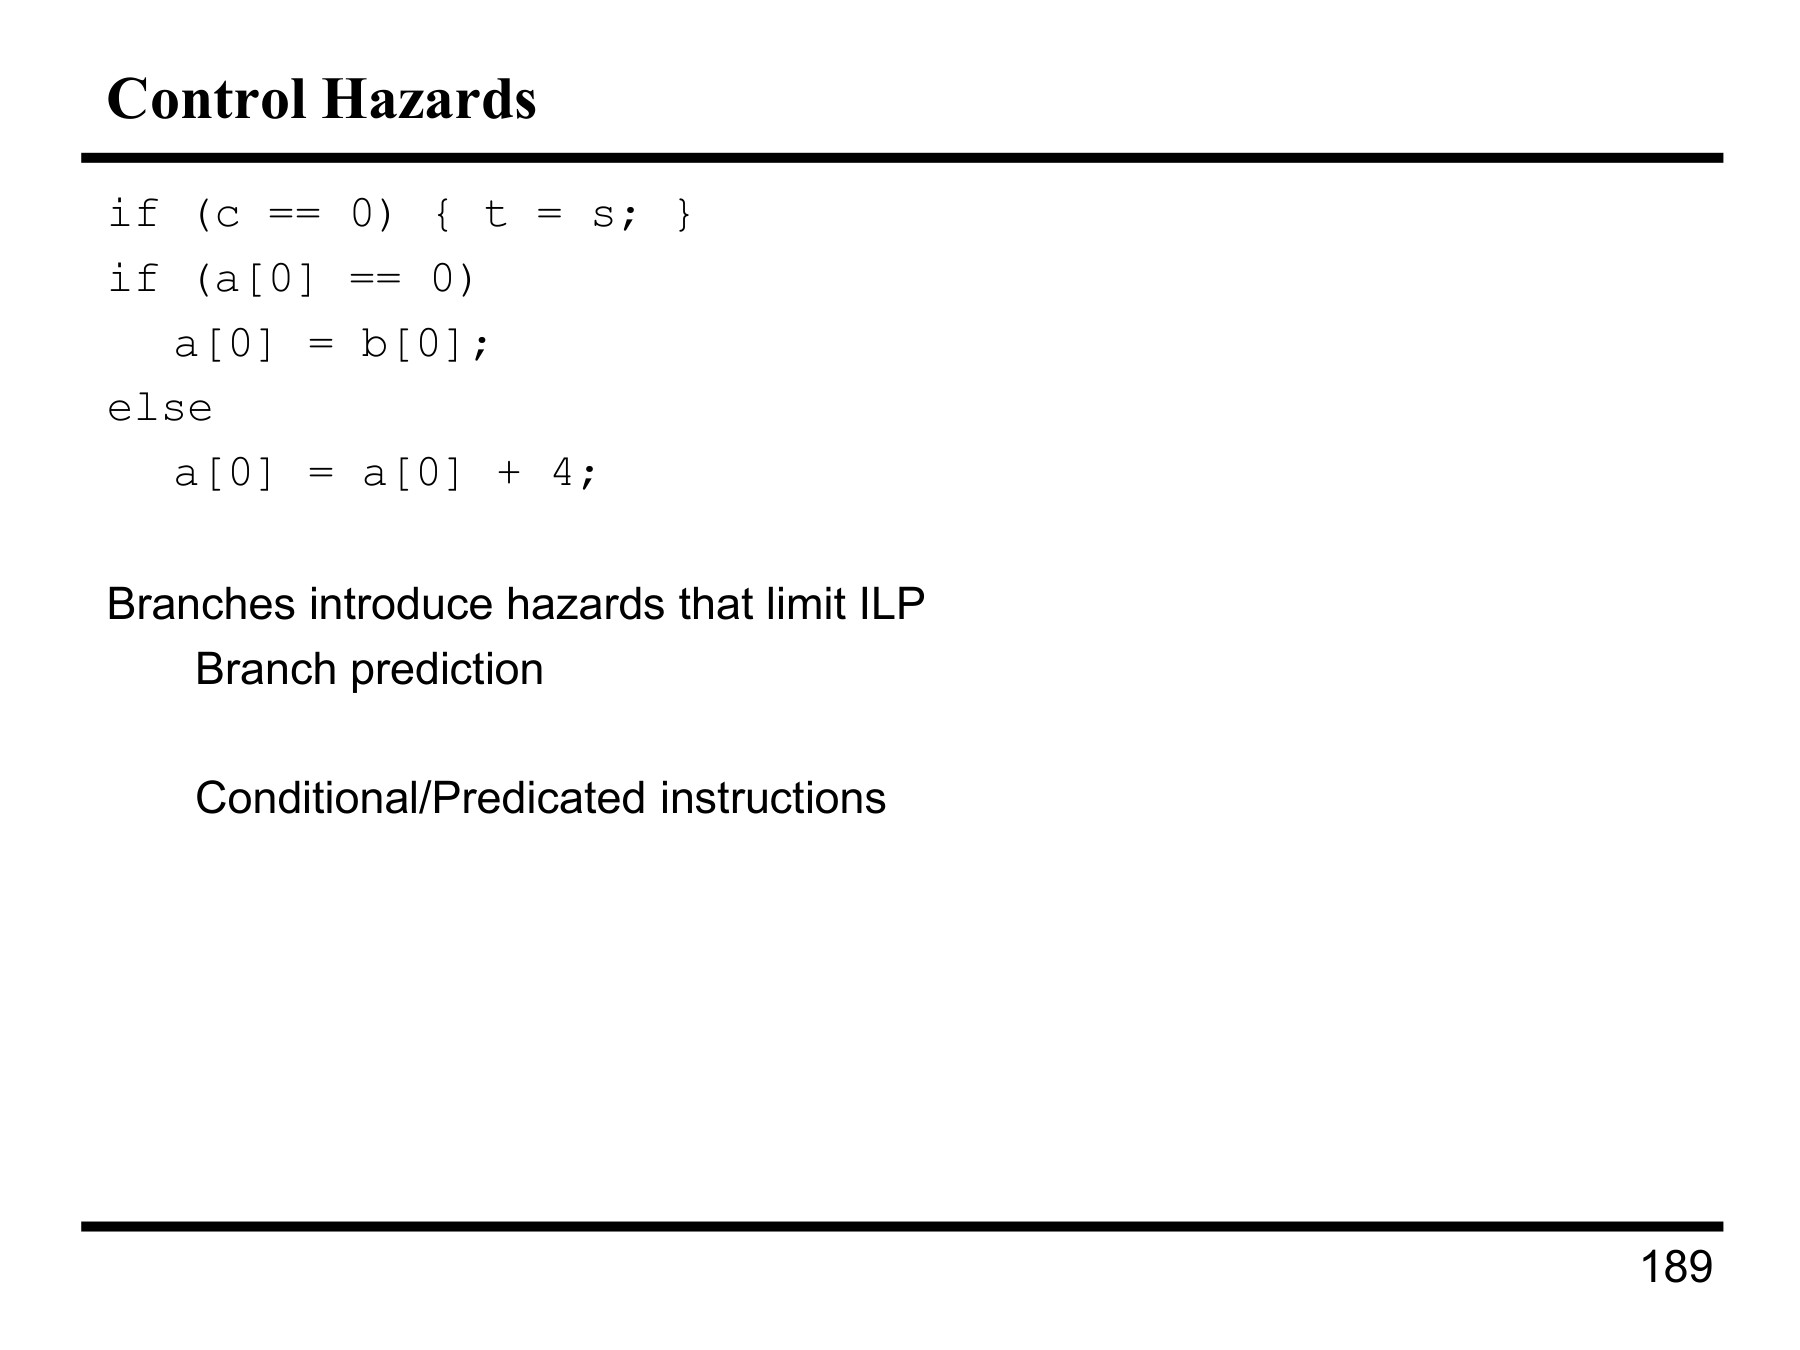 Control Hazards
if (c == 0) { t = s; }
if (a[0] == 0)
a[0] = b[0];
else
a[0] = a[0] + 4;
Branches introduce hazards that limit ILP
Branch prediction
Conditional/Predicated instructions
189